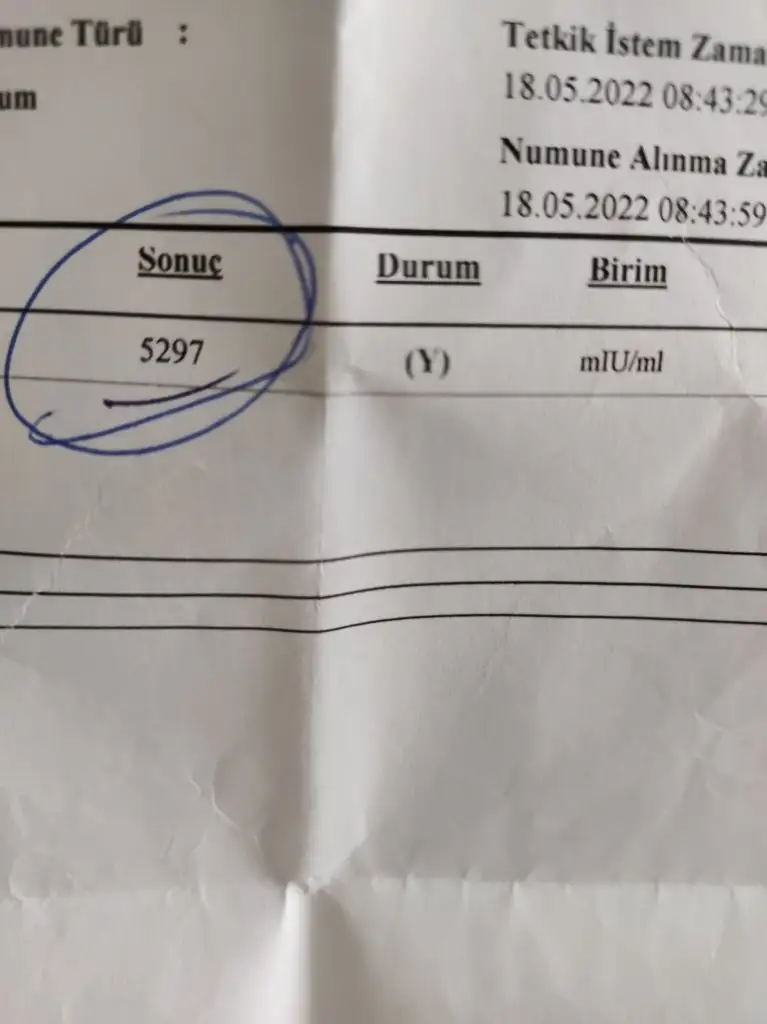 mune Türü :
um
Tetkik İstem Zama
18.05.2022 08:43:29
Numune Alınma Za
18.05.2022 08:43:59
Sonuç Durum Birim
5297 (Y) mIU/ml